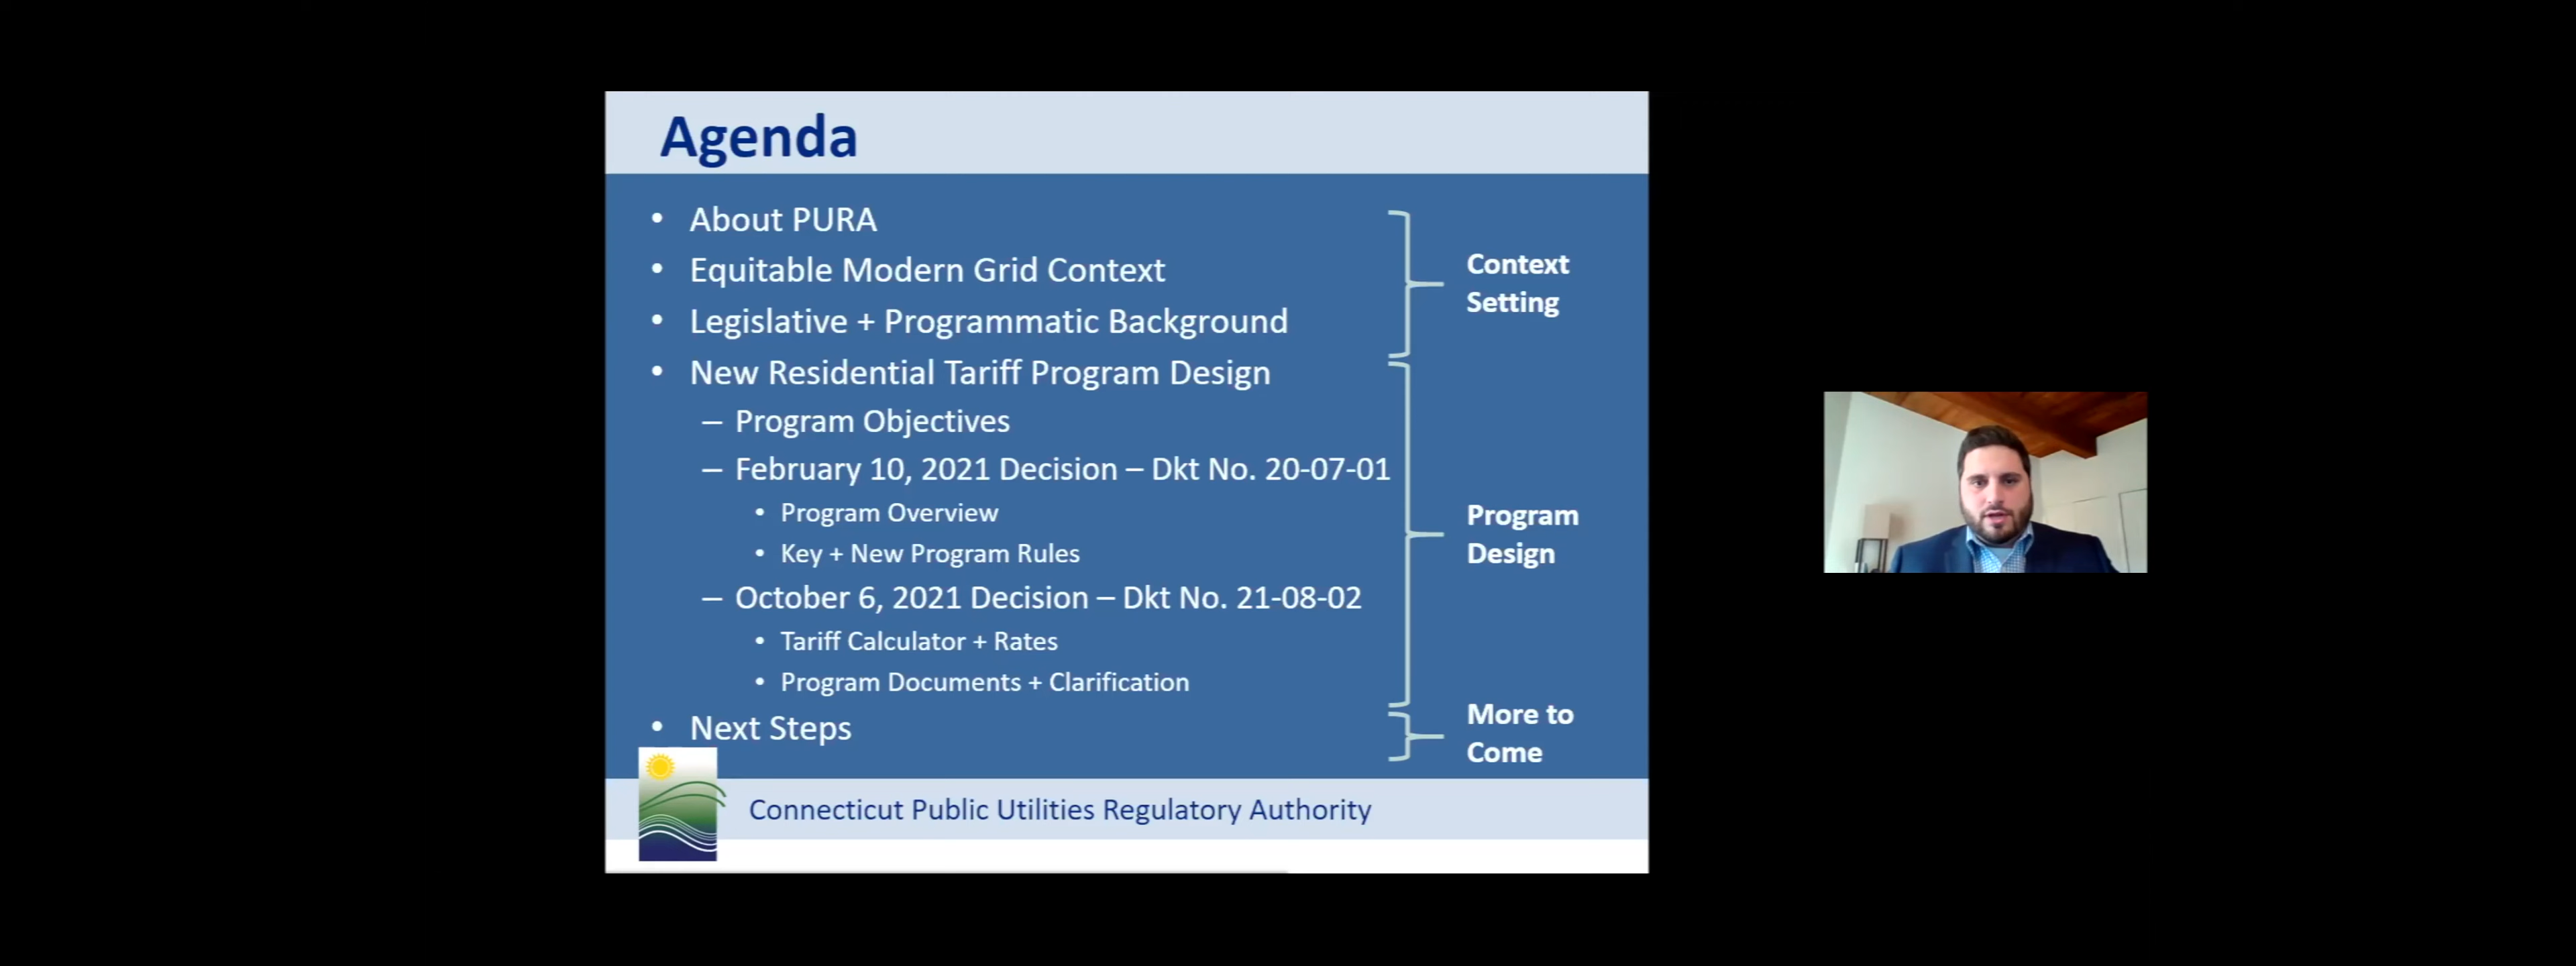 Agenda
• About PURA
• Equitable Modern Grid Context
• Legislative + Programmatic Background
Context
Setting
• New Residential Tariff Program Design
– Program Objectives
– February 10, 2021 Decision – Dkt No. 20-07-01
• Program Overview
• Key + New Program Rules
– October 6, 2021 Decision – Dkt No. 21-08-02
• Tariff Calculator + Rates
• Program Documents + Clarification
Program
Design
• Next Steps
More to
Come
Connecticut Public Utilities Regulatory Authority